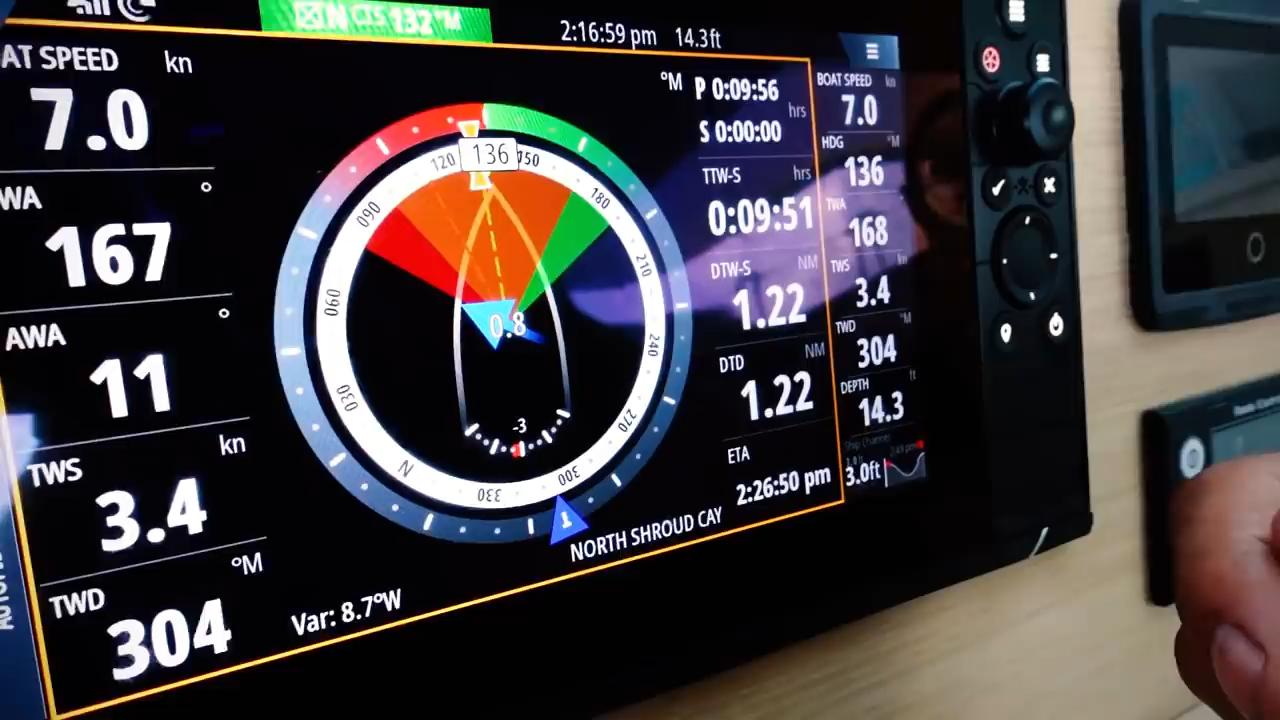 N CTS 132°M
2:16:59 pm 14.3ft
AT SPEED kn
7.0
WA °
167
AWA °
11
TWS kn
3.4
TWD °M
304
°M
120
136
150
090
180
060
210
030
240
N
270
330
300
0.8
-3
T
Var: 8.7°W
NORTH SHROUD CAY
P 0:09:56
hrs
S 0:00:00
TTW-S hrs
0:09:51
DTW-S NM
1.22
DTD NM
1.22
ETA
2:26:50 pm
BOAT SPEED kn
7.0
HDG °M
136
TWA
168
TWS kn
3.4
TWD °M
304
DEPTH ft
14.3
Ship Channel
3.0ft